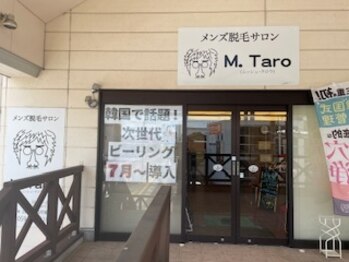 メンズ脱毛サロン
M. Taro
メンズ脱毛サロン
M. Taro
韓国で話題!
次世代
ピーリング
7月〜導入